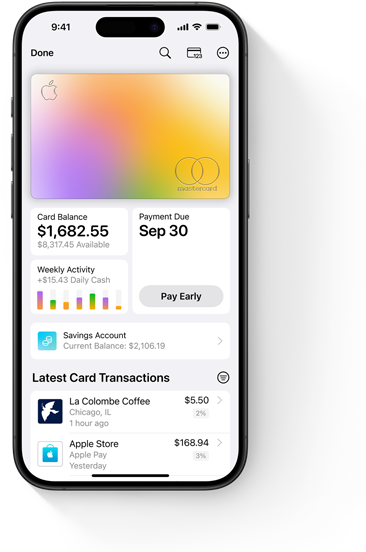 9:41
Done
123
mastercard
Card Balance
$1,682.55
$8,317.45 Available
Payment Due
Sep 30
Weekly Activity
+$15.43 Daily Cash
Pay Early
Savings Account
Current Balance: $2,106.19
Latest Card Transactions
La Colombe Coffee
$5.50
Chicago, IL
2%
1 hour ago
Apple Store
$168.94
Apple Pay
3%
Yesterday